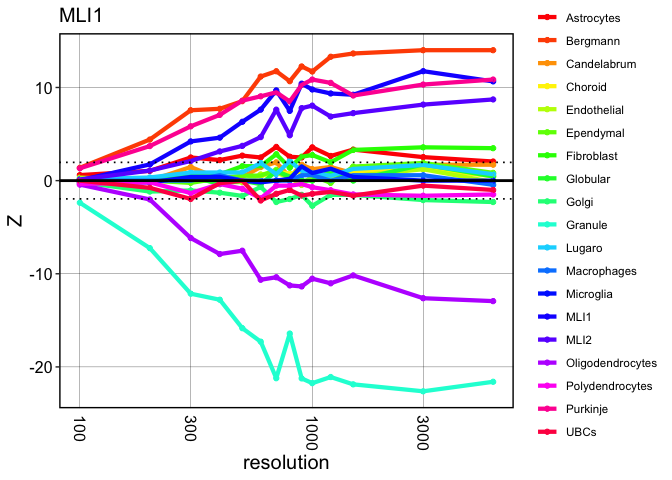 MLI1
Z
10
0
-10
-20
100
300
1000
3000
resolution
Astrocytes
Bergmann
Candelabrum
Choroid
Endothelial
Ependymal
Fibroblast
Globular
Golgi
Granule
Lugaro
Macrophages
Microglia
MLI1
MLI2
Oligodendrocytes
Polydendrocytes
Purkinje
UBCs